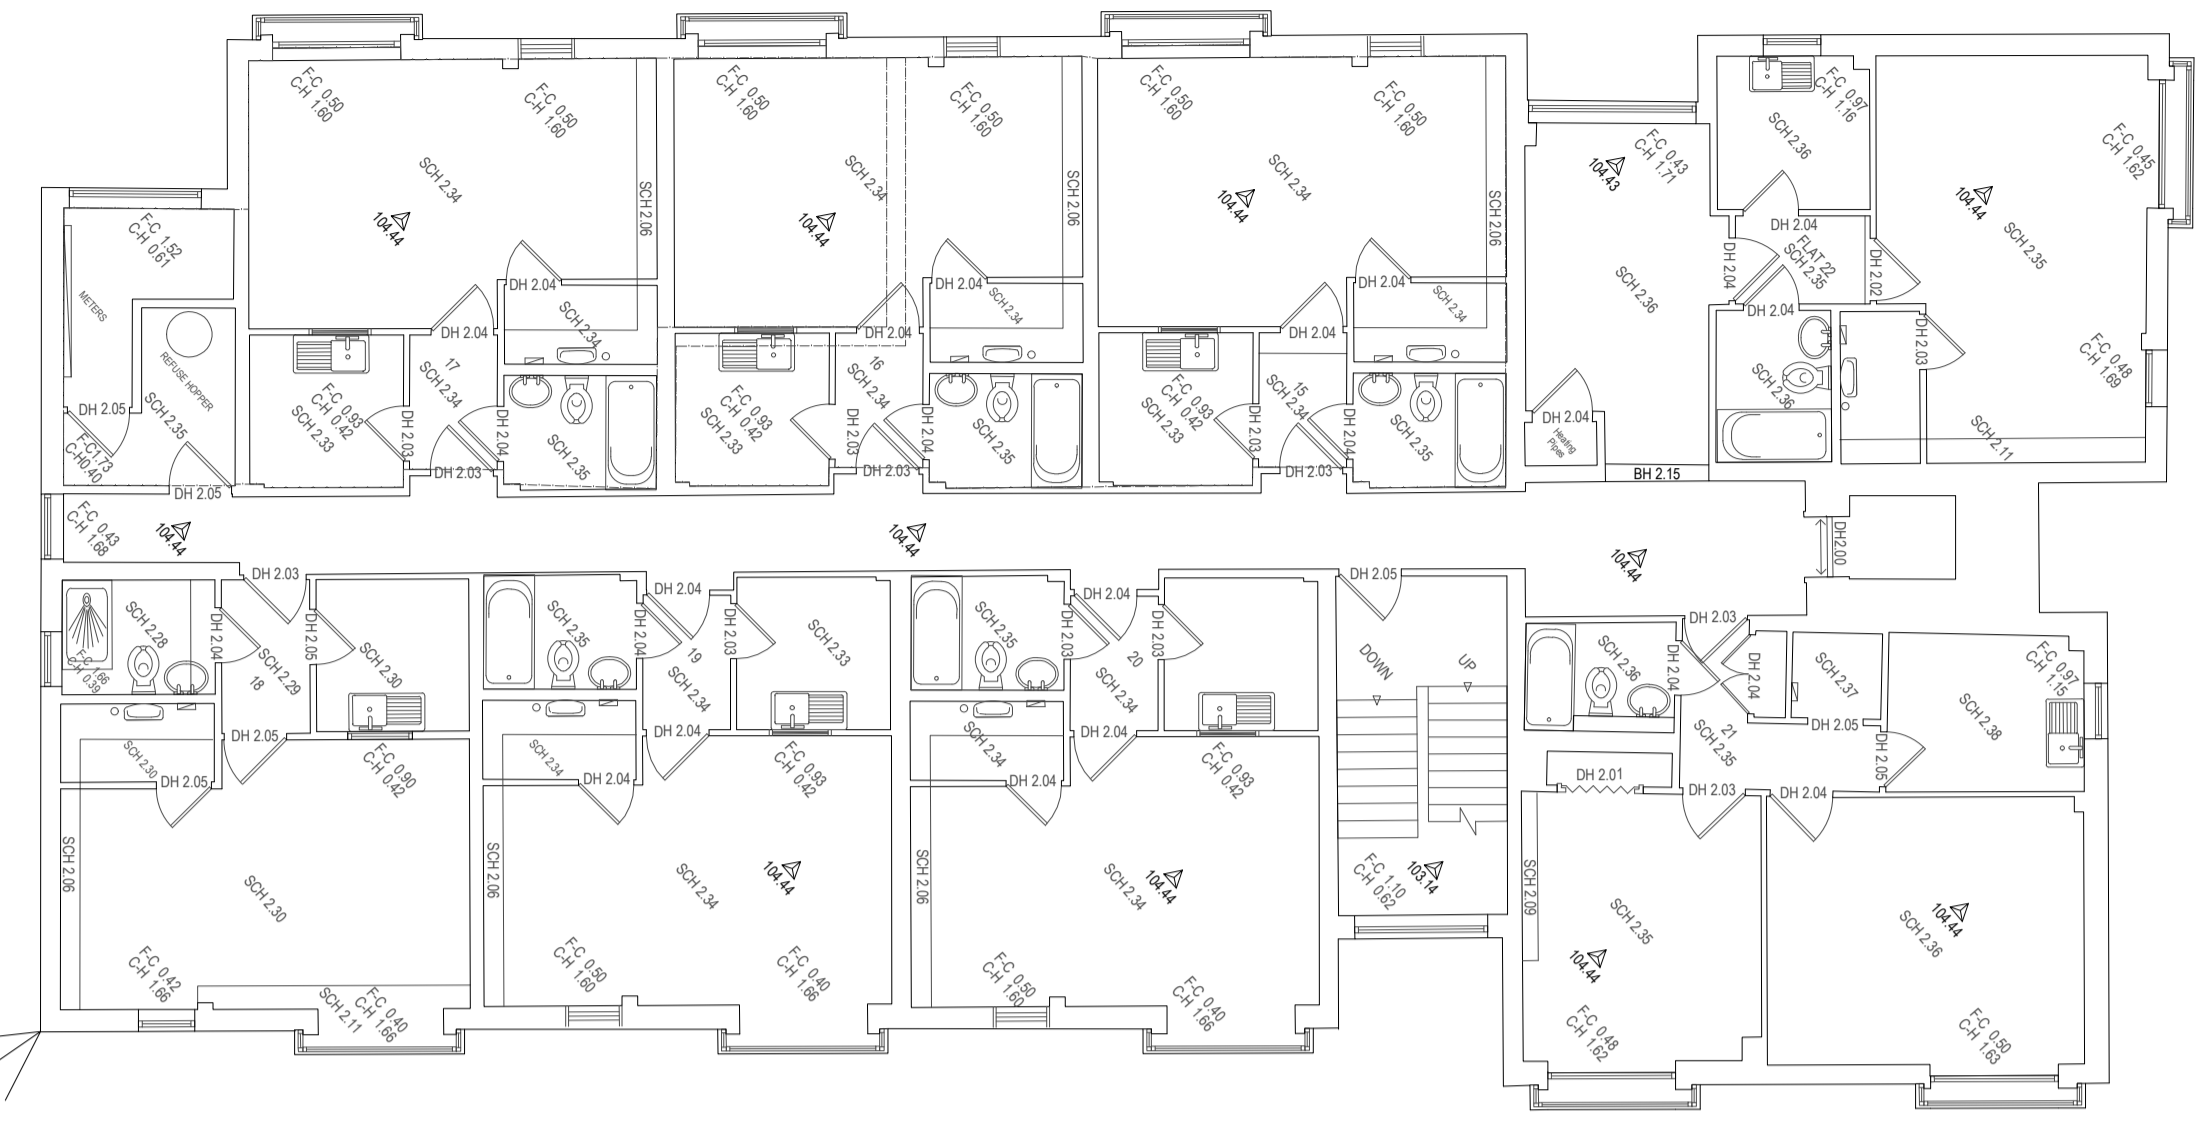 F-C 0.50
C-H 1.60
F-C 0.50
C-H 1.60
SCH 2.34
104.44
SCH 2.06
DH 2.04
SCH 2.34
DH 2.04
F-C 0.50
C-H 1.60
F-C 0.50
C-H 1.60
SCH 2.34
104.44
SCH 2.06
DH 2.04
SCH 2.34
DH 2.04
F-C 0.50
C-H 1.60
F-C 0.50
C-H 1.60
SCH 2.34
104.44
SCH 2.06
DH 2.04
SCH 2.34
DH 2.04
F-C 0.43
C-H 1.71
104.43
SCH 2.36
DH 2.04
DH 2.04
Heating
Pipes
BH 2.15
F-C 0.97
C-H 1.16
SCH 2.36
DH 2.04
FLAT 22
SCH 2.35
DH 2.02
DH 2.04
SCH 2.36
F-C 0.45
C-H 1.62
104.44
SCH 2.35
DH 2.03
F-C 0.48
C-H 1.69
SCH 2.11
F-C 1.52
C-H 0.61
METERS
REFUSE HOPPER
DH 2.05
SCH 2.35
F-C1.73
C-H0.40
DH 2.05
F-C 0.93
C-H 0.42
SCH 2.33
DH 2.03
17
SCH 2.34
DH 2.03
DH 2.04
SCH 2.35
F-C 0.93
C-H 0.42
SCH 2.33
DH 2.03
16
SCH 2.34
DH 2.03
DH 2.04
SCH 2.35
F-C 0.93
C-H 0.42
SCH 2.33
DH 2.03
15
SCH 2.34
DH 2.03
DH 2.04
SCH 2.35
F-C 0.43
C-H 1.68
104.44
104.44
104.44
DH2.00
SCH 2.28
F-C 1.66
C-H 0.39
DH 2.04
DH 2.03
SCH 2.29
18
DH 2.05
SCH 2.30
DH 2.05
SCH 2.30
DH 2.05
F-C 0.90
C-H 0.42
SCH 2.06
SCH 2.30
F-C 0.42
C-H 1.66
SCH 2.11
F-C 0.40
C-H 1.66
SCH 2.35
DH 2.04
DH 2.04
19
SCH 2.34
DH 2.03
SCH 2.33
DH 2.04
SCH 2.34
DH 2.04
F-C 0.93
C-H 0.42
SCH 2.06
SCH 2.34
104.44
F-C 0.50
C-H 1.60
F-C 0.40
C-H 1.66
SCH 2.35
DH 2.03
DH 2.04
20
SCH 2.34
DH 2.03
DH 2.04
SCH 2.34
DH 2.04
F-C 0.93
C-H 0.42
SCH 2.06
SCH 2.34
104.44
F-C 0.50
C-H 1.60
F-C 0.40
C-H 1.66
DH 2.05
DOWN
UP
F-C 1.10
C-H 0.62
103.14
SCH 2.36
DH 2.04
DH 2.03
DH 2.04
SCH 2.37
21
SCH 2.35
DH 2.05
DH 2.05
SCH 2.38
F-C 0.97
C-H 1.15
DH 2.01
DH 2.03
DH 2.04
SCH 2.09
SCH 2.35
104.44
F-C 0.48
C-H 1.62
104.44
SCH 2.36
F-C 0.50
C-H 1.63